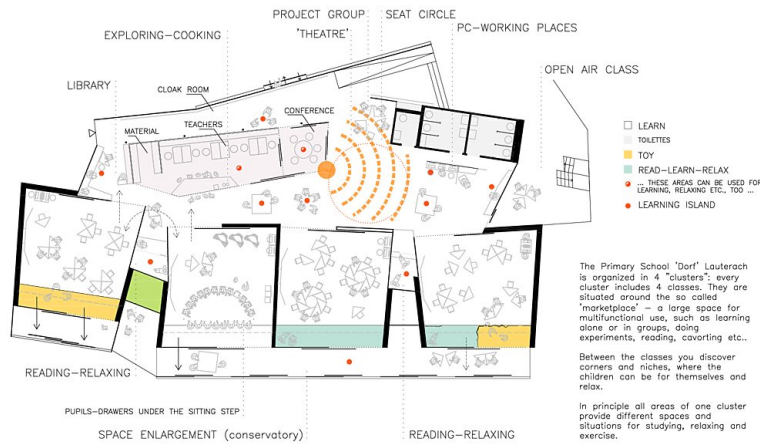 PROJECT GROUP
SEAT CIRCLE
EXPLORING-COOKING
'THEATRE'
PC-WORKING PLACES
OPEN AIR CLASS
LIBRARY
CLOAK ROOM
CONFERENCE
TEACHERS
MATERIAL
LEARN
TOILETTES
TOY
READ-LEARN-RELAX
... THESE AREAS CAN BE USED FOR
LEARNING, RELAXING ETC., TOO ...
LEARNING ISLAND
The Primary School 'Dorf' Lauterach
is organized in 4 "clusters": every
cluster includes 4 classes. They are
situated around the so called
'marketplace' – a large space for
multifunctional use, such as learning
alone or in groups, doing
experiments, reading, cavorting etc..
Between the classes you discover
corners and niches, where the
children can be for themselves and
relax.
In principle all areas of one cluster
provide different spaces and
situations for studying, relaxing and
exercise.
READING-RELAXING
PUPILS-DRAWERS UNDER THE SITTING STEP
SPACE ENLARGEMENT (conservatory)
READING-RELAXING